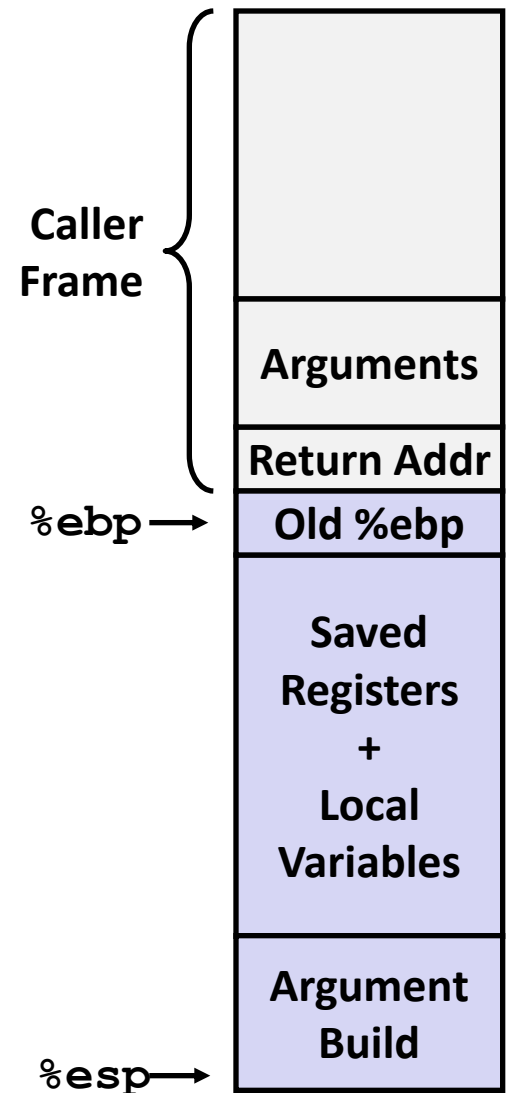 Caller
Frame
Arguments
Return Addr
%ebp
Old %ebp
Saved
Registers
+
Local
Variables
Argument
Build
%esp